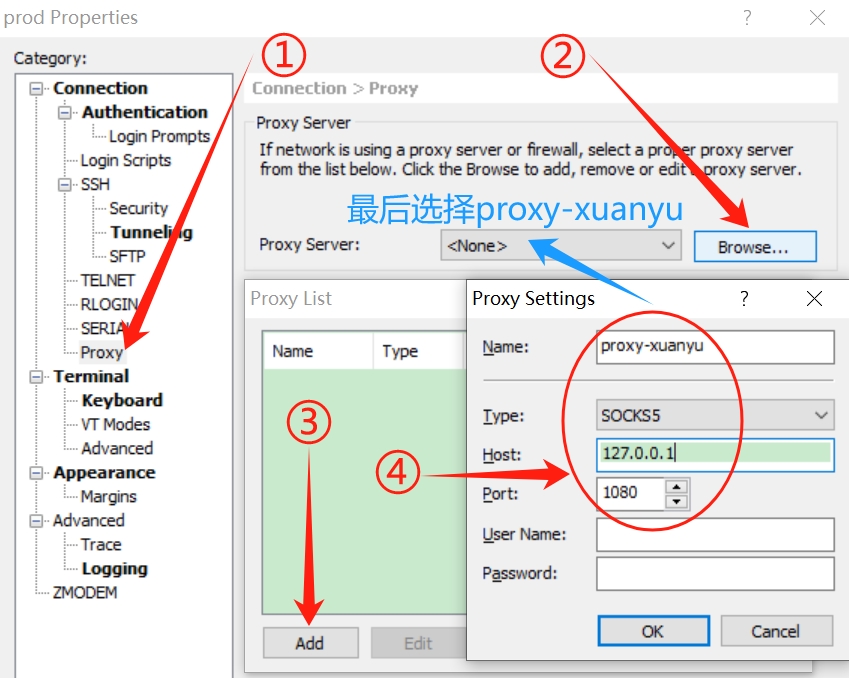 prod Properties
?
Category:
①
②
Connection
Authentication
Login Prompts
Login Scripts
SSH
Security
Tunneling
SFTP
TELNET
RLOGIN
SERIAL
Proxy
Terminal
Keyboard
VT Modes
Advanced
Appearance
Margins
Advanced
Trace
Logging
ZMODEM
Connection > Proxy
Proxy Server
If network is using a proxy server or firewall, select a proper proxy server
from the list below. Click the Browse to add, remove or edit a proxy server.
最后选择proxy-xuanyu
Proxy Server: <None> Browse...
Proxy List
Name Type
③
Add Edit
Proxy Settings ?
Name: proxy-xuanyu
Type: SOCKS5
Host: 127.0.0.1
④
Port: 1080
User Name:
Password:
OK Cancel